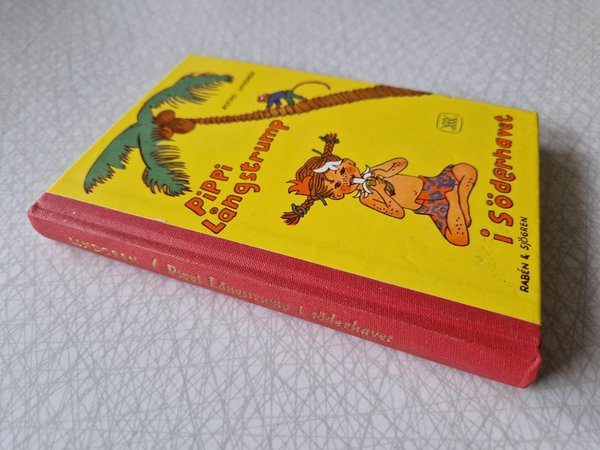 ASTRID LINDGREN
PiPPi
Långstrump
i söderhavet
RABÉN & SJÖGREN
LINDGREN / Pippi Långstrump i söderhavet